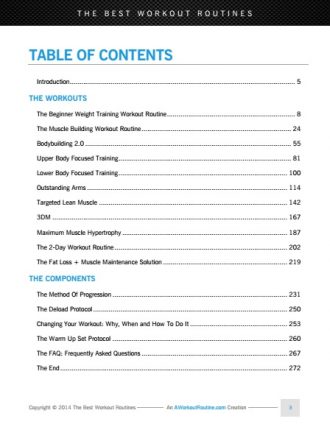 THE BEST WORKOUT ROUTINES
TABLE OF CONTENTS
Introduction 5
THE WORKOUTS
The Beginner Weight Training Workout Routine 8
The Muscle Building Workout Routine 24
Bodybuilding 2.0 55
Upper Body Focused Training 81
Lower Body Focused Training 100
Outstanding Arms 114
Targeted Lean Muscle 142
3DM 167
Maximum Muscle Hypertrophy 187
The 2-Day Workout Routine 202
The Fat Loss + Muscle Maintenance Solution 219
THE COMPONENTS
The Method Of Progression 231
The Deload Protocol 250
Changing Your Workout: Why, When and How To Do It 253
The Warm Up Set Protocol 260
The FAQ: Frequently Asked Questions 267
The End 272
Copyright © 2014 The Best Workout Routines An AWorkoutRoutine.com Creation 3